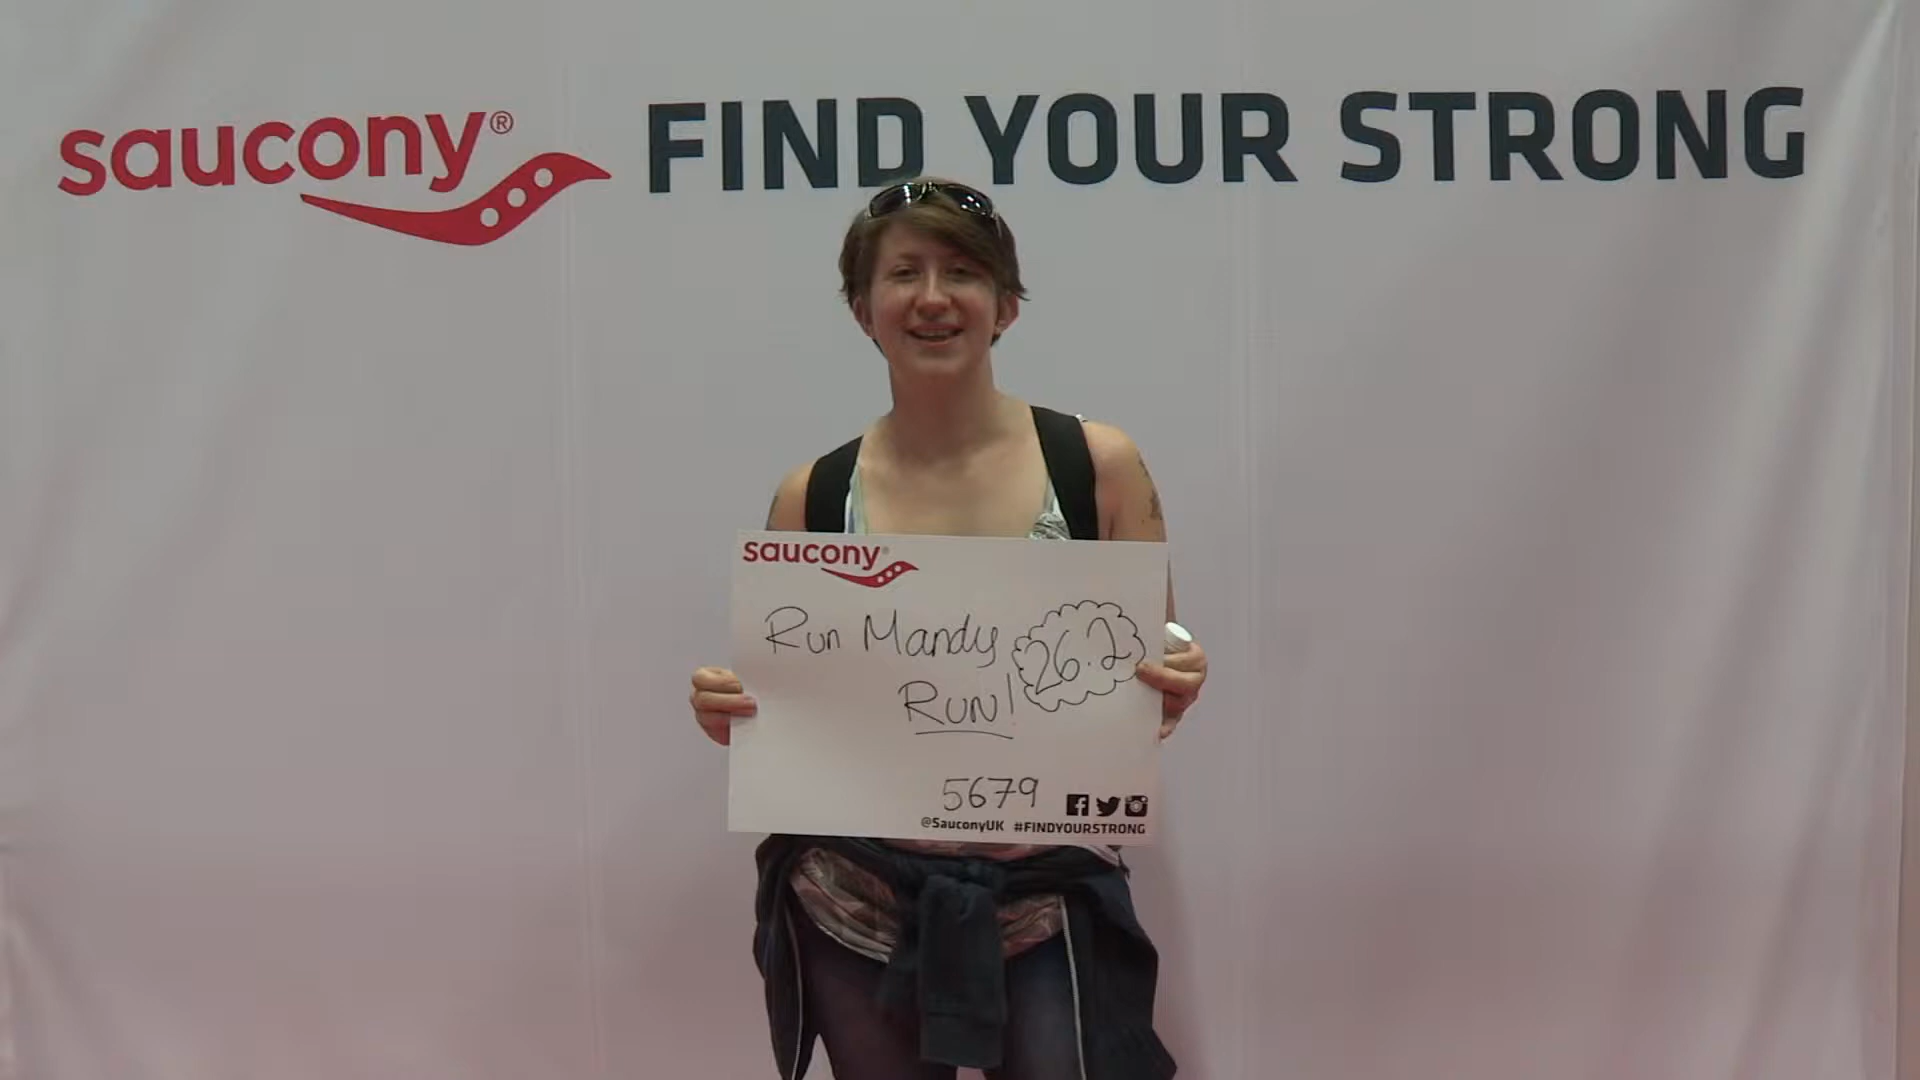 saucony® FIND YOUR STRONG
saucony®
Run Mandy
26.2
Run!
5679
@SauconyUK #FINDYOURSTRONG